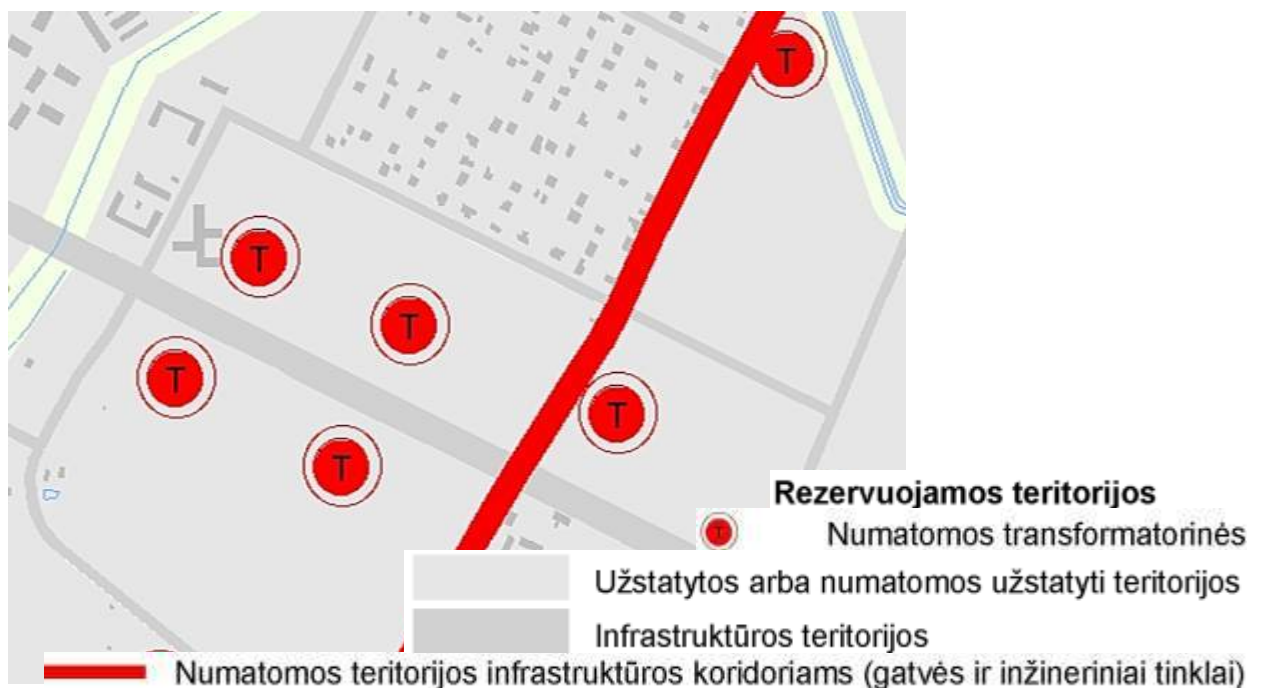 T
T
T
T
T
T
Rezervuojamos teritorijos
T Numatomos transformatorinės
Užstatytos arba numatomos užstatyti teritorijos
Infrastruktūros teritorijos
Numatomos teritorijos infrastruktūros koridoriams (gatvės ir inžineriniai tinklai)